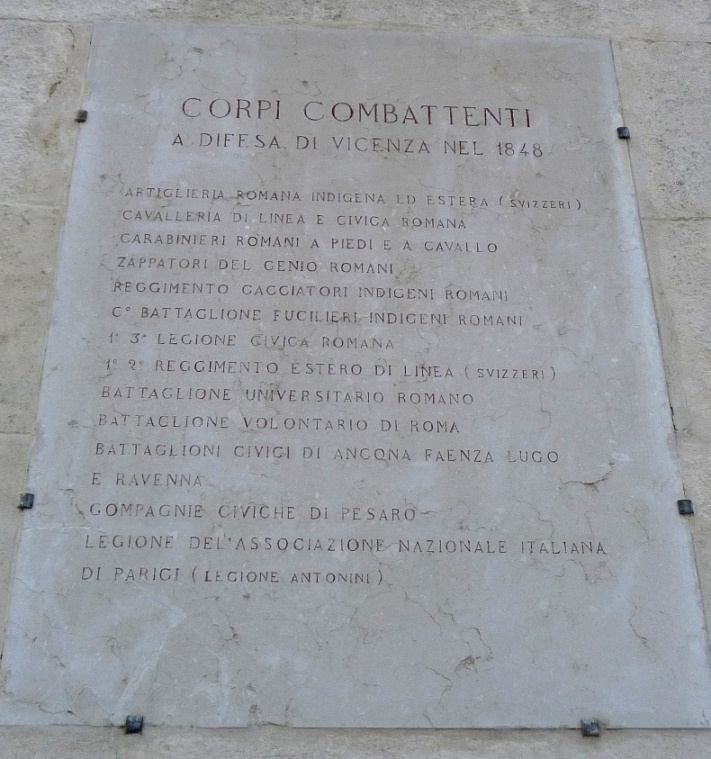 CORPI COMBATTENTI
A DIFESA DI VICENZA NEL 1848
ARTIGLIERIA ROMANA INDIGENA ED ESTERA (SVIZZERI)
CAVALLERIA DI LINEA E CIVICA ROMANA
CARABINIERI ROMANI A PIEDI E A CAVALLO
ZAPPATORI DEL GENIO ROMANI
REGGIMENTO CACCIATORI INDIGENI ROMANI
C° BATTAGLIONE FUCILIERI INDIGENI ROMANI
1° 3° LEGIONE CIVICA ROMANA
1° 2° REGGIMENTO ESTERO DI LINEA (SVIZZERI)
BATTAGLIONE UNIVERSITARIO ROMANO
BATTAGLIONE VOLONTARIO DI ROMA
BATTAGLIONI CIVICI DI ANCONA FAENZA LUGO
E RAVENNA
COMPAGNIE CIVICHE DI PESARO
LEGIONE DELL'ASSOCIAZIONE NAZIONALE ITALIANA
DI PARIGI (LEGIONE ANTONINI)